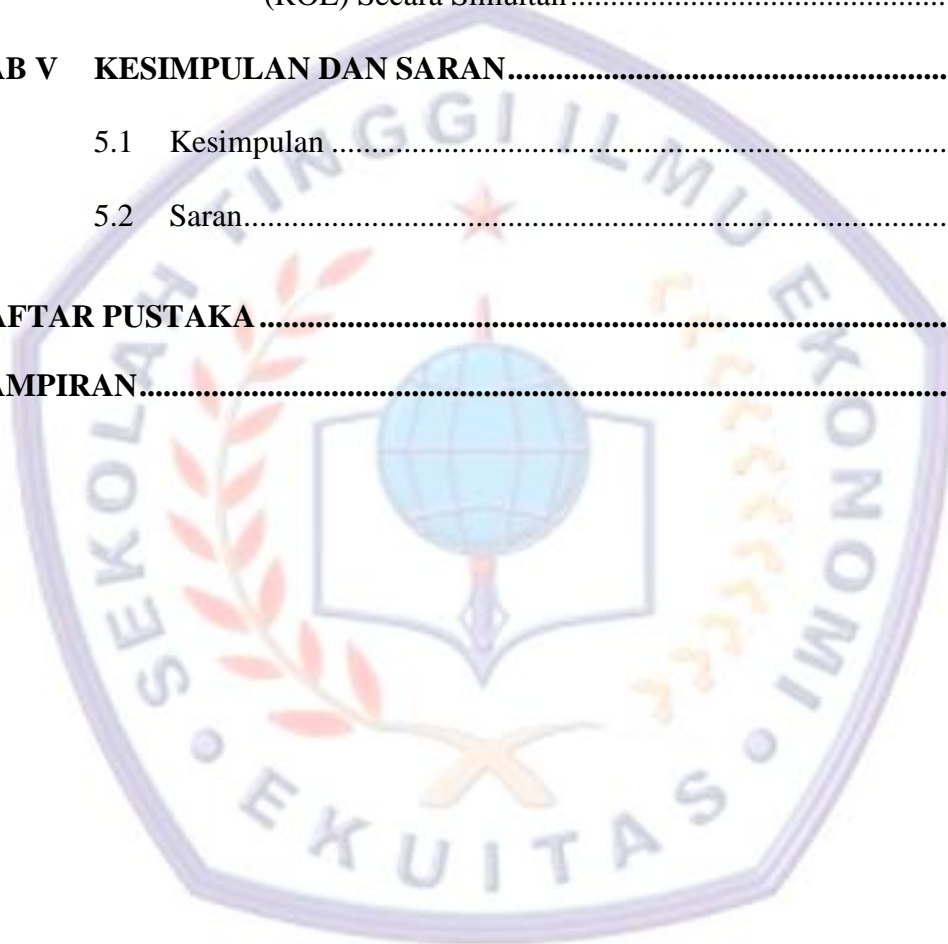 (ROE) Secara Simultan................................................
AB V KESIMPULAN DAN SARAN.......................................................
5.1 Kesimpulan .............................................................................
5.2 Saran........................................................................................
AFTAR PUSTAKA .....................................................................................
AMPIRAN....................................................................................................
SEKOLAH TINGGI ILMU EKONOMI
EKUITAS